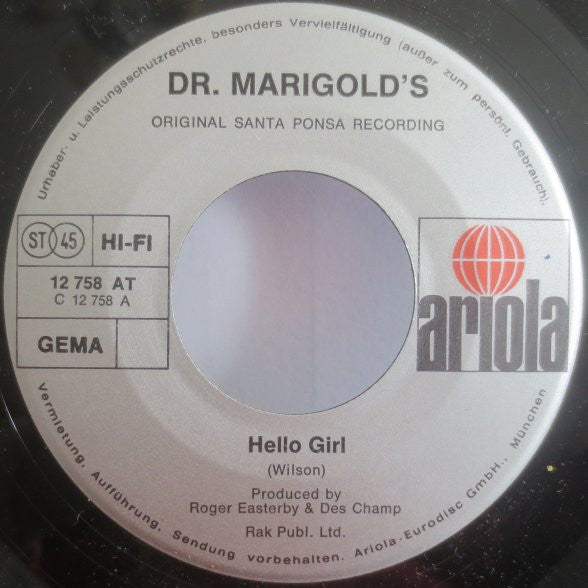 Urheber- u. Leistungsschutzrechte, besonders Vervielfältigung (außer zum persönl. Gebrauch),
DR. MARIGOLD'S
ORIGINAL SANTA PONSA RECORDING
ST 45 HI-FI
12 758 AT
C 12 758 A
GEMA
ariola
Hello Girl
(Wilson)
Produced by
Roger Easterby & Des Champ
Rak Publ. Ltd.
Vermietung, Aufführung, Sendung vorbehalten. Ariola-Eurodisc GmbH., München